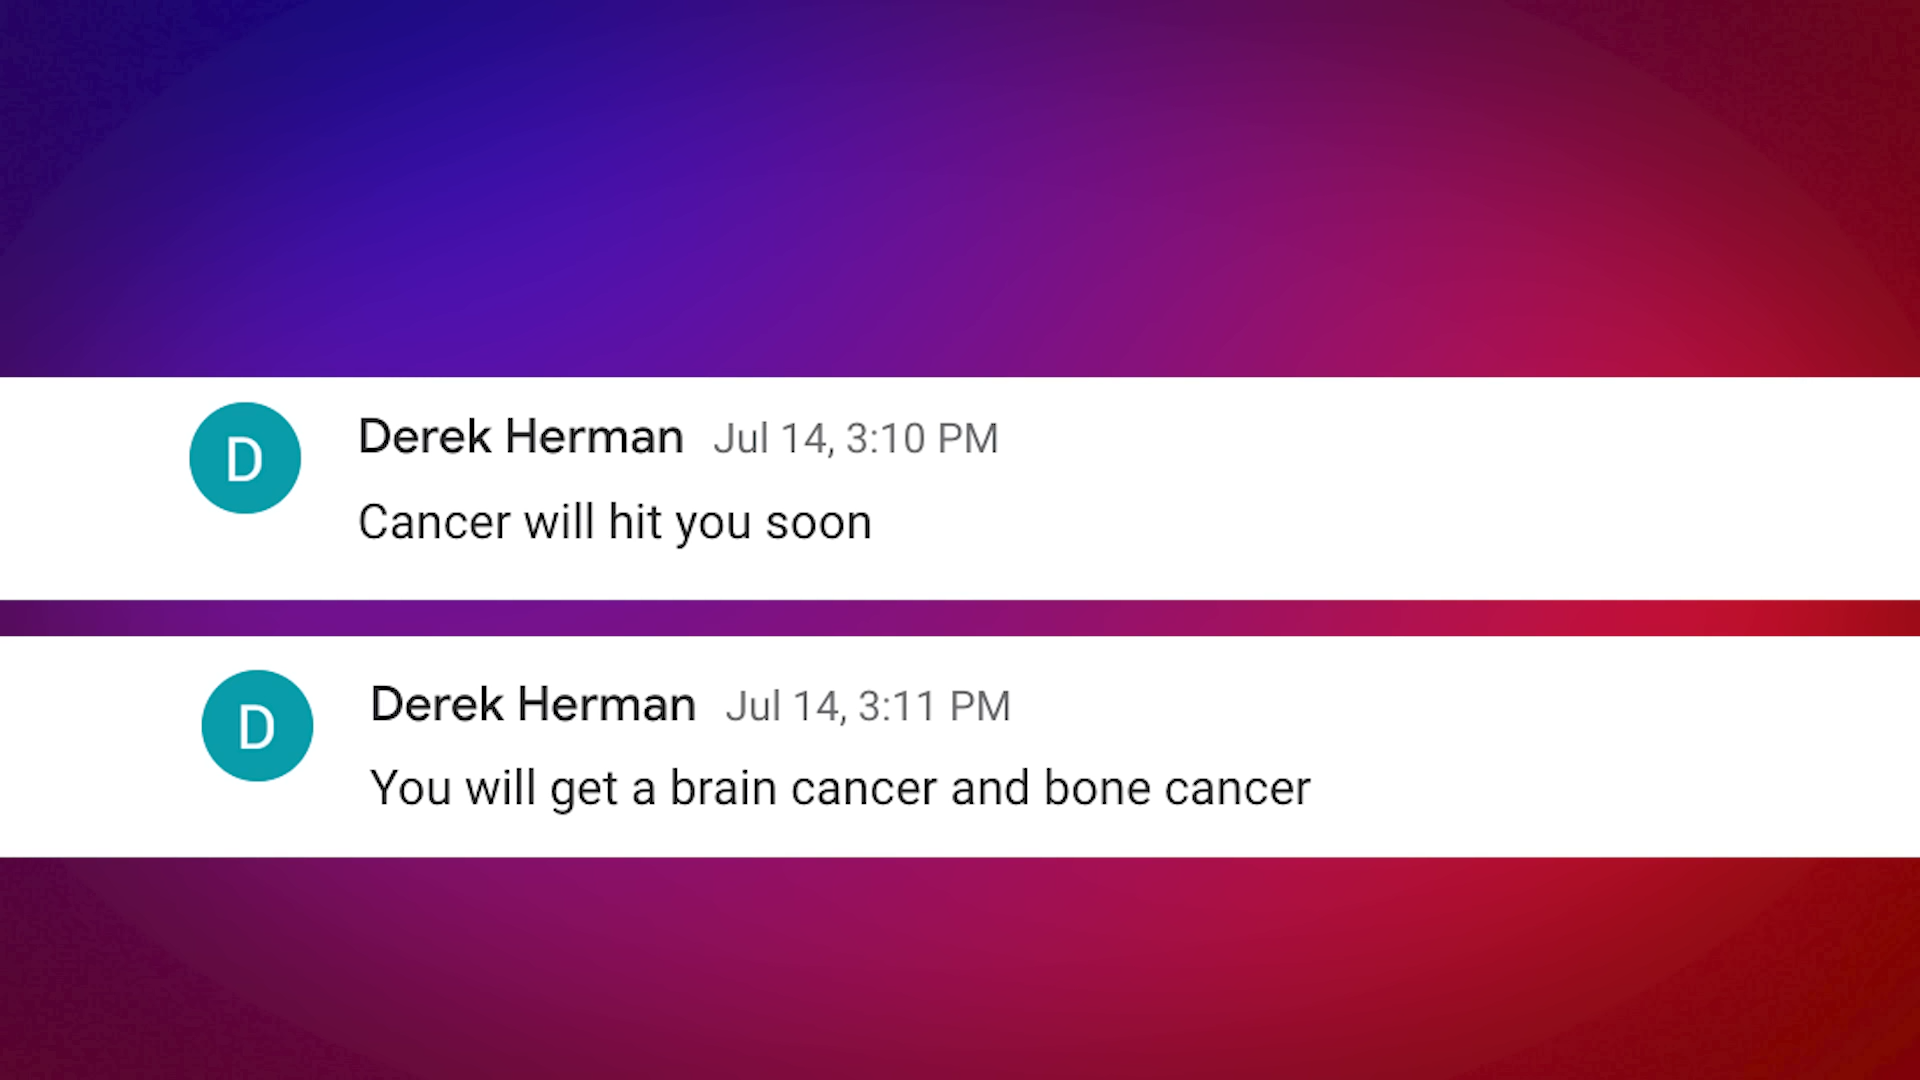 D
Derek Herman Jul 14, 3:10 PM
Cancer will hit you soon
D
Derek Herman Jul 14, 3:11 PM
You will get a brain cancer and bone cancer